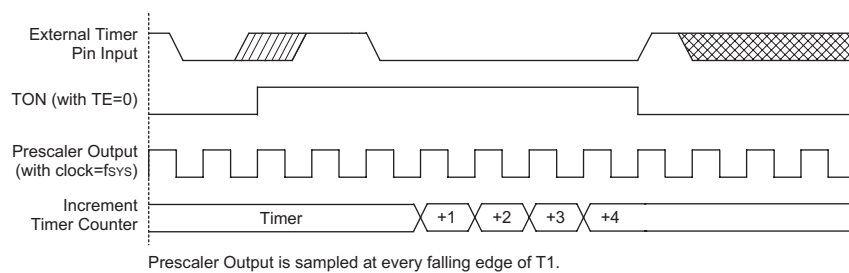 External Timer
Pin Input
TON (with TE=0)
Prescaler Output
(with clock=fSYS)
Increment
Timer Counter
Timer
+1
+2
+3
+4
Prescaler Output is sampled at every falling edge of T1.